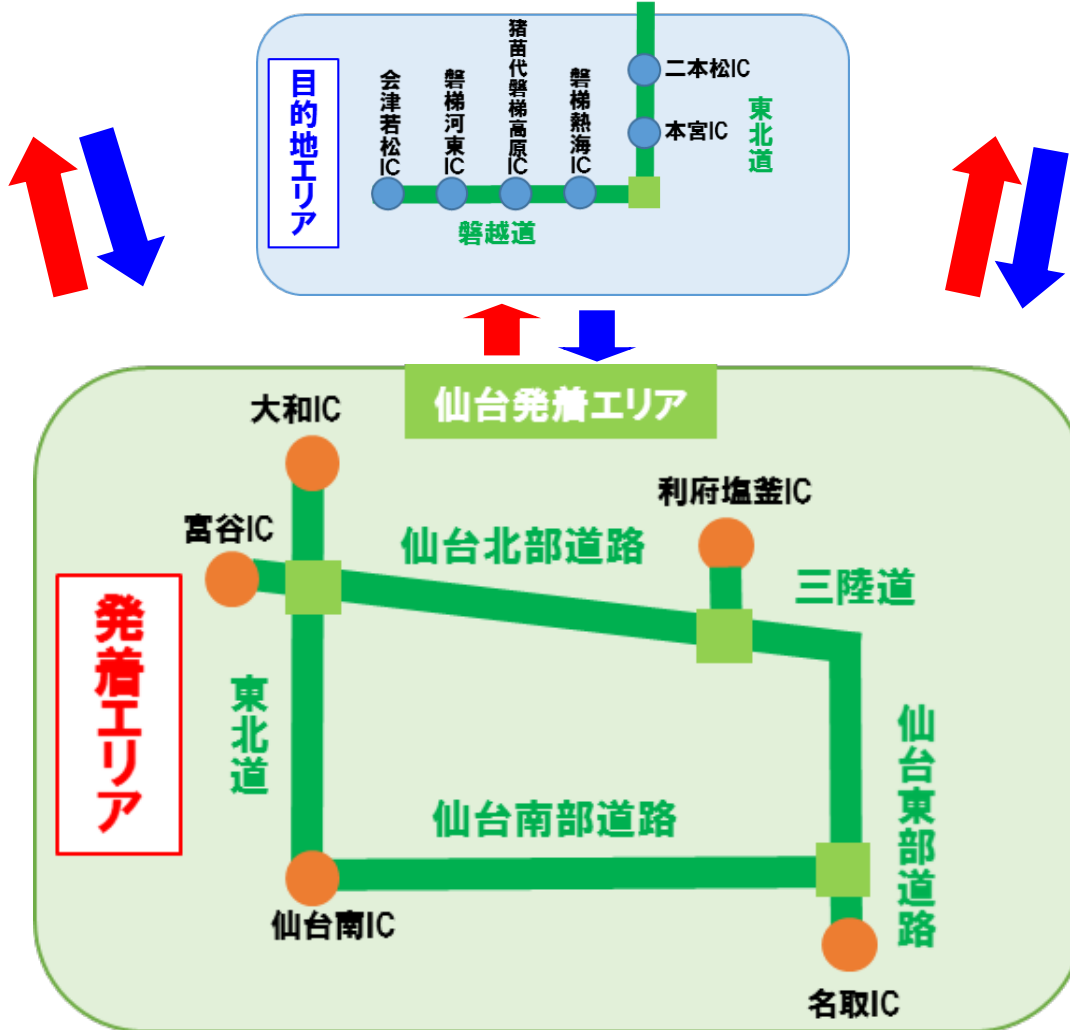 目的地エリア
会津若松IC
磐梯河東IC
猪苗代磐梯高原IC
磐梯熱海IC
二本松IC
本宮IC
東北道
磐越道
仙台発着エリア
大和IC
利府塩釜IC
富谷IC
仙台北部道路
三陸道
発着エリア
東北道
仙台東部道路
仙台南部道路
仙台南IC
名取IC